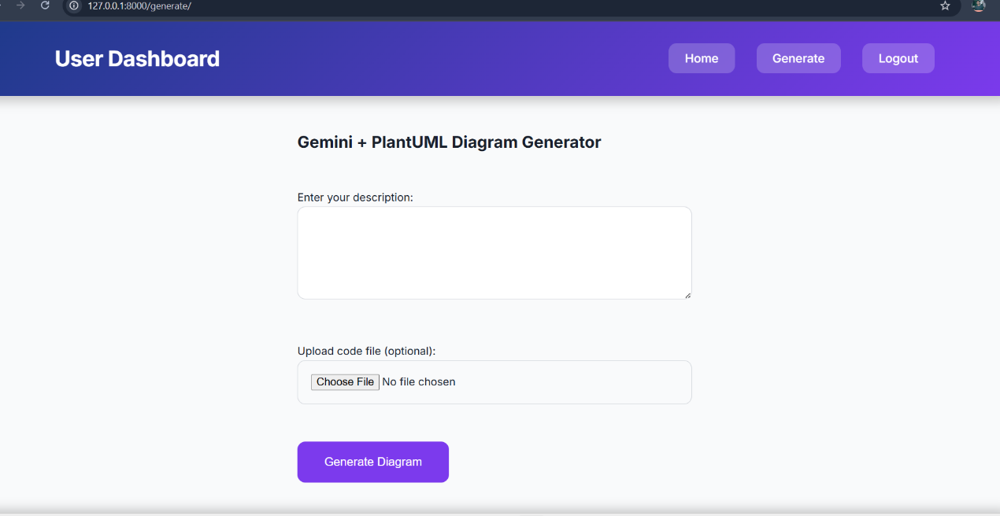 127.0.0.1:8000/generate/
User Dashboard
Home
Generate
Logout
Gemini + PlantUML Diagram Generator
Enter your description:
Upload code file (optional):
Choose File No file chosen
Generate Diagram